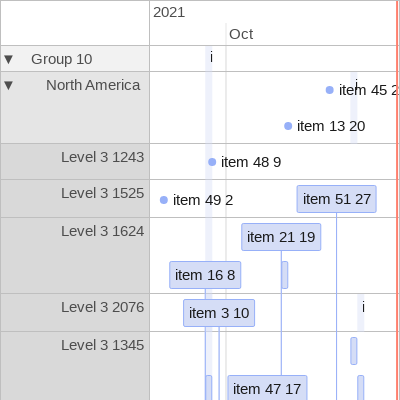 2021
Oct
▼ Group 10 i
▼ North America i item 45 2
item 13 20
Level 3 1243 item 48 9
Level 3 1525 item 49 2 item 51 27
Level 3 1624 item 21 19
item 16 8
Level 3 2076 item 3 10 i
Level 3 1345
item 47 17